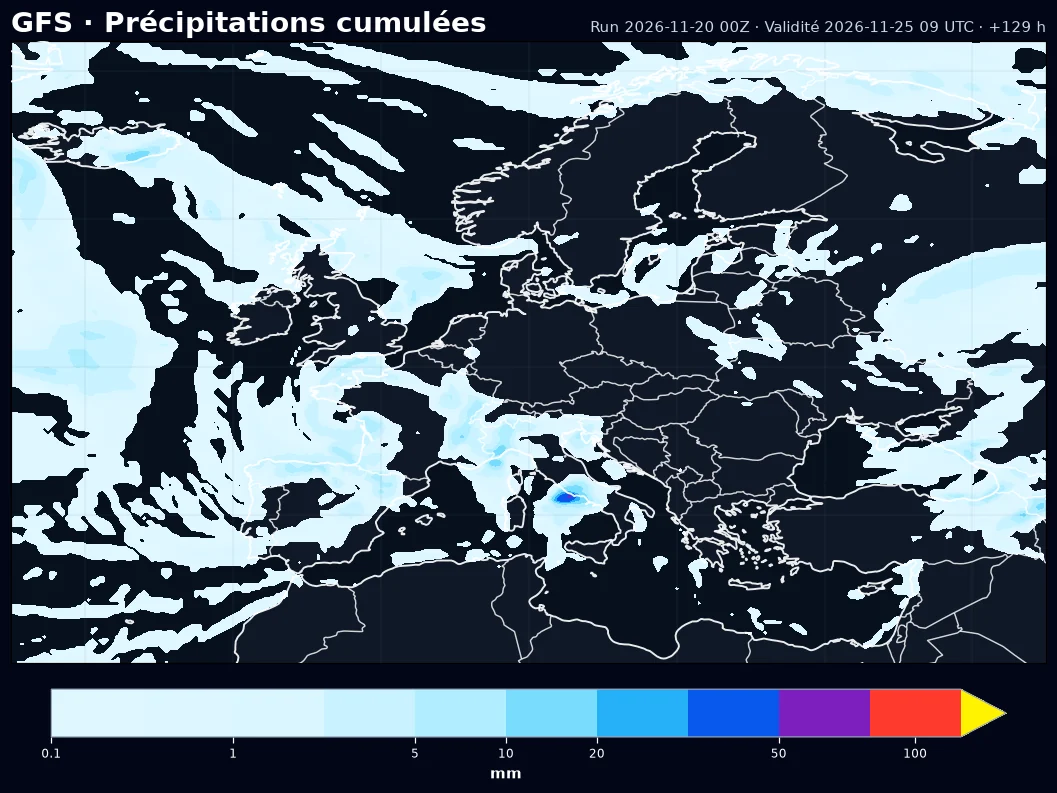 GFS · Précipitations cumulées
Run 2026-11-20 00Z · Validité 2026-11-25 09 UTC · +129 h
0.1 1 5 10 20 50 100
mm